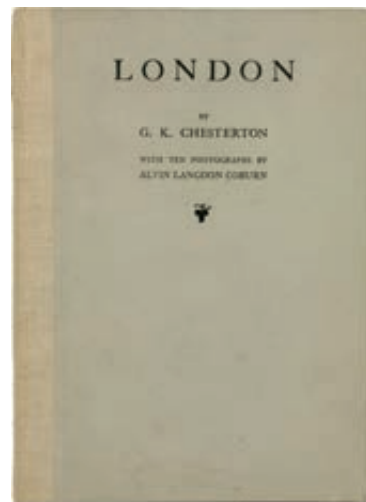 LONDON
BY
G. K. CHESTERTON
WITH TEN PHOTOGRAPHS BY
ALVIN LANGDON COBURN